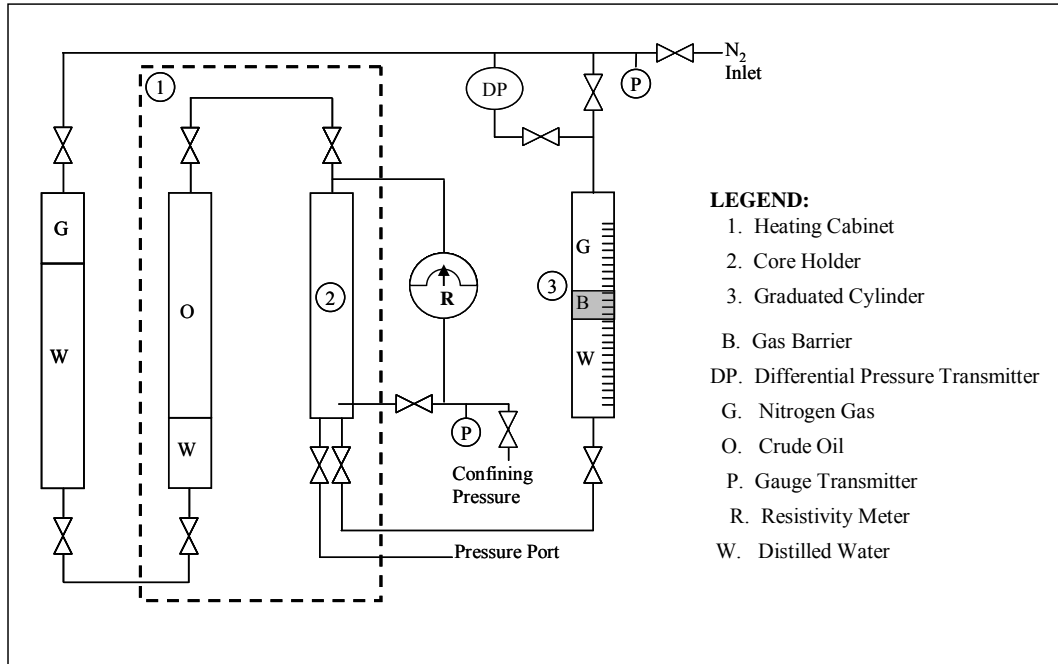 N2
Inlet
P
1
DP
G
W
O
W
2
R
3
G
B
W
P
Confining
Pressure
Pressure Port
LEGEND:
1. Heating Cabinet
2. Core Holder
3. Graduated Cylinder
B. Gas Barrier
DP. Differential Pressure Transmitter
G. Nitrogen Gas
O. Crude Oil
P. Gauge Transmitter
R. Resistivity Meter
W. Distilled Water